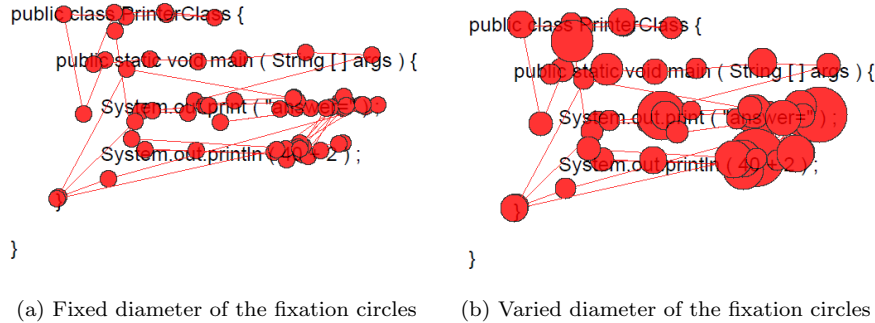 public class PrinterClass {
public static void main ( String [ ] args ) {
System.out.print ( "answer=" ) ;
System.out.println ( 40 + 2 ) ;
}
}
(a) Fixed diameter of the fixation circles
public class PrinterClass {
public static void main ( String [ ] args ) {
System.out.print ( "answer=" ) ;
System.out.println ( 40 + 2 ) ;
}
}
(b) Varied diameter of the fixation circles